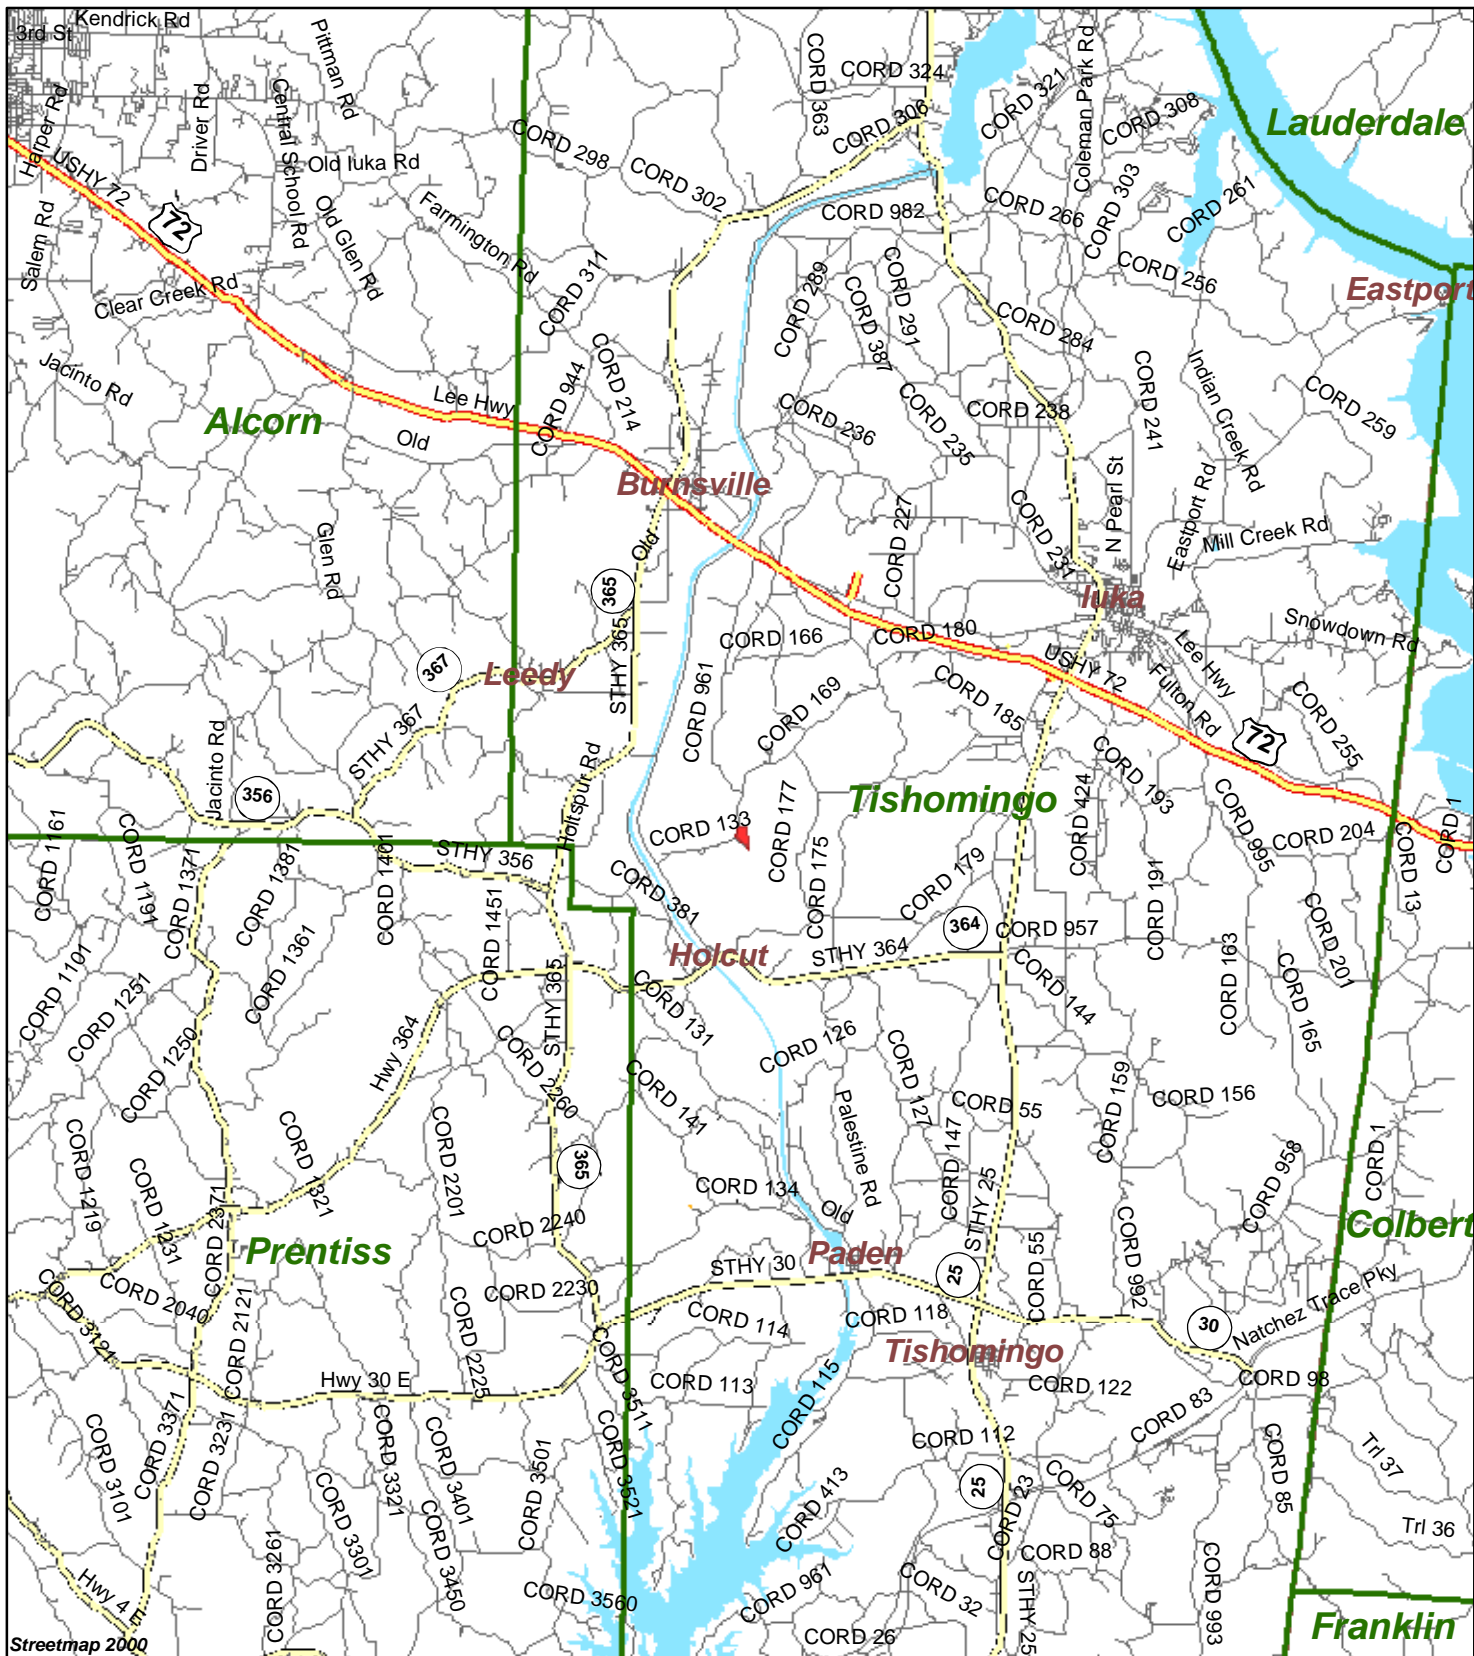 Kendrick Rd
3rd St
Pittman Rd
CORD 363
CORD 324
Coleman Park Rd
CORD 321
CORD 308
CORD 306
Lauderdale
Harper Rd
Driver Rd
Central School Rd
Old Iuka Rd
CORD 298
CORD 302
USHY 72
72
Salem Rd
Old Glen Rd
Farmington Rd
CORD 982
CORD 266
CORD 303
CORD 261
CORD 256
Eastport
Clear Creek Rd
CORD 311
CORD 289
CORD 291
CORD 387
CORD 284
Jacinto Rd
CORD 214
CORD 944
Lee Hwy
Alcorn
Old
CORD 236
CORD 235
CORD 238
CORD 241
Indian Creek Rd
CORD 259
Burnsville
CORD 227
CORD 231
N Pearl St
Eastport Rd
Mill Creek Rd
Glen Rd
Old
365
Iuka
Snowdown Rd
CORD 166
CORD 180
USHY 72
Lee Hwy
Fulton Rd
367
Leedy
STHY 365
CORD 961
CORD 169
CORD 185
72
CORD 255
STHY 367
Jacinto Rd
356
Holtspur Rd
CORD 177
Tishomingo
CORD 424
CORD 193
CORD 995
CORD 204
CORD 1
CORD 13
CORD 133
CORD 175
CORD 1161
CORD 1191
CORD 1371
CORD 1381
CORD 1401
STHY 356
CORD 381
CORD 179
CORD 191
CORD 201
CORD 1451
Holcut
STHY 364
364
CORD 957
CORD 163
CORD 165
CORD 1101
CORD 1251
CORD 1361
STHY 365
CORD 131
CORD 144
CORD 1250
Hwy 364
CORD 2260
CORD 126
CORD 127
CORD 141
CORD 55
CORD 159
CORD 156
CORD 1219
CORD 1231
CORD 1321
CORD 2201
365
Palestine Rd
CORD 147
CORD 958
CORD 1
CORD 2371
CORD 134
Old
STHY 25
CORD 992
Colbert
Prentiss
CORD 2240
Paden
STHY 30
25
CORD 55
CORD 2040
CORD 3121
CORD 2121
CORD 2230
CORD 2225
CORD 114
CORD 118
30
Natchez Trace Pky
Tishomingo
Hwy 30 E
CORD 3511
CORD 113
CORD 115
CORD 122
CORD 98
CORD 83
CORD 3371
CORD 3231
CORD 3101
CORD 3321
CORD 3401
CORD 3501
CORD 3521
CORD 112
CORD 85
Trl 37
25
CORD 23
CORD 75
CORD 413
Trl 36
CORD 3301
CORD 3450
CORD 3261
CORD 88
CORD 993
Hwy 4 E
CORD 3560
CORD 961
CORD 32
STHY 25
CORD 26
Franklin
Streetmap 2000